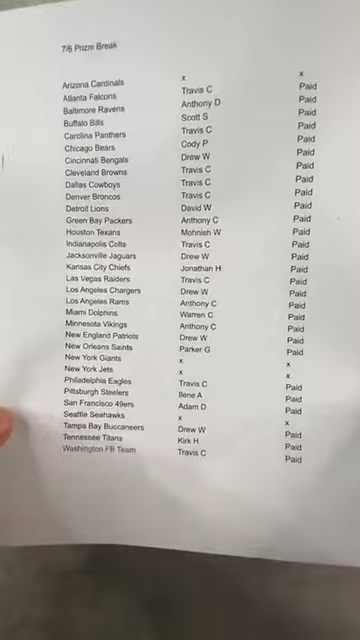 7/6 Prizm Break
Arizona Cardinals x x
Atlanta Falcons Travis C Paid
Baltimore Ravens Anthony D Paid
Buffalo Bills Scott S Paid
Carolina Panthers Travis C Paid
Chicago Bears Cody P Paid
Cincinnati Bengals Drew W Paid
Cleveland Browns Travis C Paid
Dallas Cowboys Travis C Paid
Denver Broncos Travis C Paid
Detroit Lions David W Paid
Green Bay Packers Anthony C Paid
Houston Texans Mohnish W Paid
Indianapolis Colts Travis C Paid
Jacksonville Jaguars Drew W Paid
Kansas City Chiefs Jonathan H Paid
Las Vegas Raiders Travis C Paid
Los Angeles Chargers Drew W Paid
Los Angeles Rams Anthony C Paid
Miami Dolphins Warren C Paid
Minnesota Vikings Anthony C Paid
New England Patriots Drew W Paid
New Orleans Saints Parker G Paid
New York Giants x x
New York Jets x x
Philadelphia Eagles Travis C Paid
Pittsburgh Steelers Ilene A Paid
San Francisco 49ers Adam D Paid
Seattle Seahawks x x
Tampa Bay Buccaneers Drew W Paid
Tennessee Titans Kirk H Paid
Washington FB Team Travis C Paid